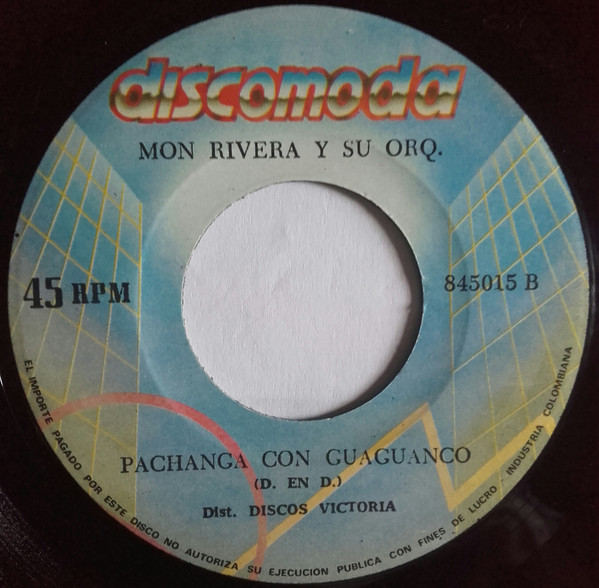 discomoda
MON RIVERA Y SU ORQ.
45 RPM
845015 B
PACHANGA CON GUAGUANCO
(D. EN D.)
Dist. DISCOS VICTORIA
EL IMPORTE PAGADO POR ESTE DISCO NO AUTORIZA SU EJECUCION PUBLICA CON FINES DE LUCRO INDUSTRIA COLOMBIANA